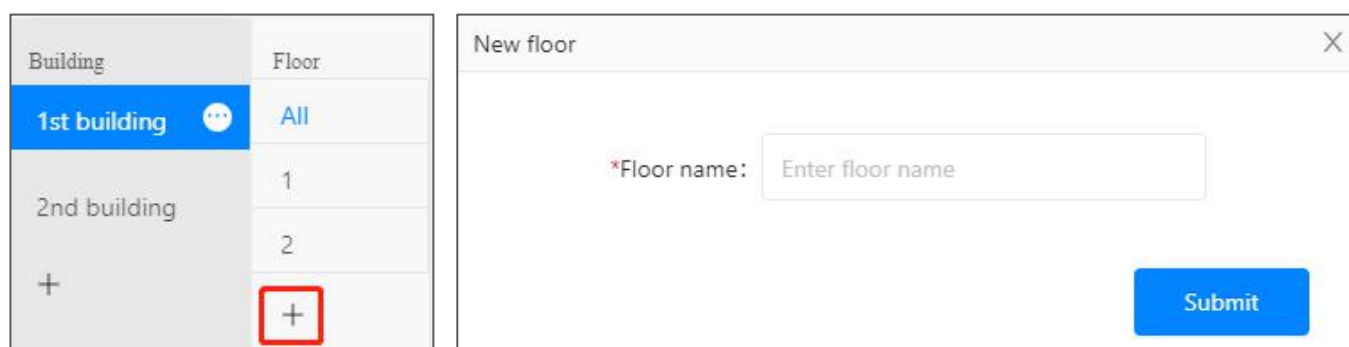 Building
Floor
1st building
All
1
2nd building
2
+
+
New floor
X
*Floor name:
Enter floor name
Submit